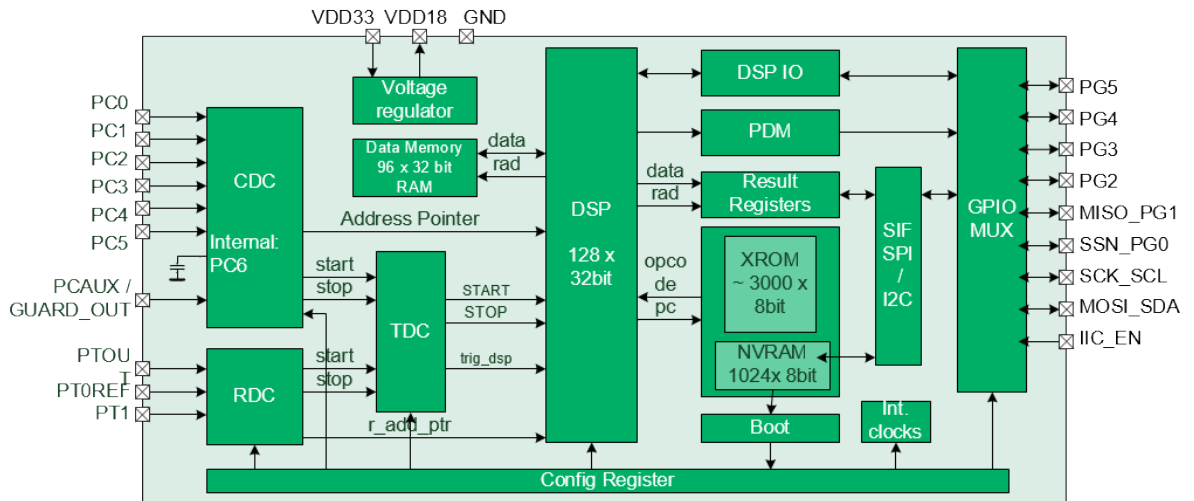 VDD33 VDD18 GND
PC0
PC1
PC2
PC3
PC4
PC5
PCAUX /
GUARD_OUT
PTOU
T
PT0REF
PT1
CDC
Internal:
PC6
RDC
Voltage
regulator
Data Memory
96 x 32 bit
RAM
data
rad
Address Pointer
start
stop
TDC
START
STOP
trig_dsp
start
stop
r_add_ptr
DSP
128 x
32bit
DSP IO
PDM
data
rad
Result
Registers
opco
de
pc
XROM
~ 3000 x
8bit
NVRAM
1024x 8bit
Boot
SIF
SPI
/
I2C
Int.
clocks
GPIO
MUX
PG5
PG4
PG3
PG2
MISO_PG1
SSN_PG0
SCK_SCL
MOSI_SDA
IIC_EN
Config Register